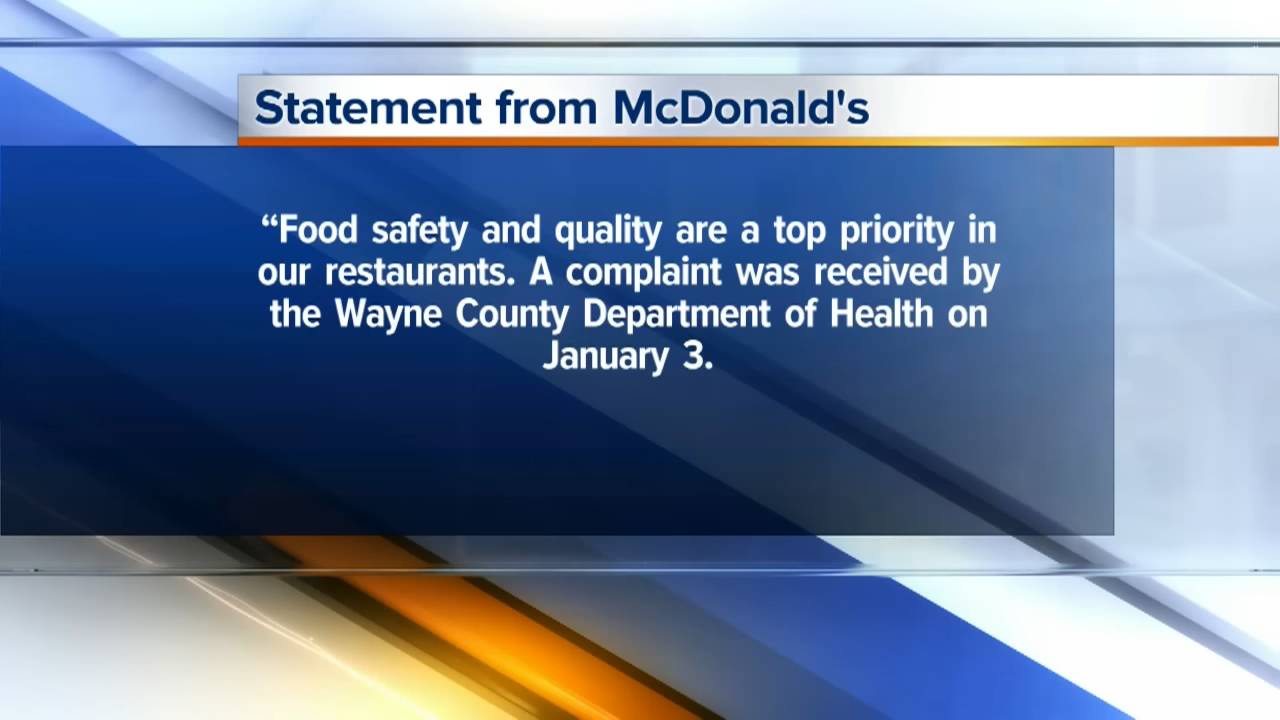 Statement from McDonald's
“Food safety and quality are a top priority in
our restaurants. A complaint was received by
the Wayne County Department of Health on
January 3.